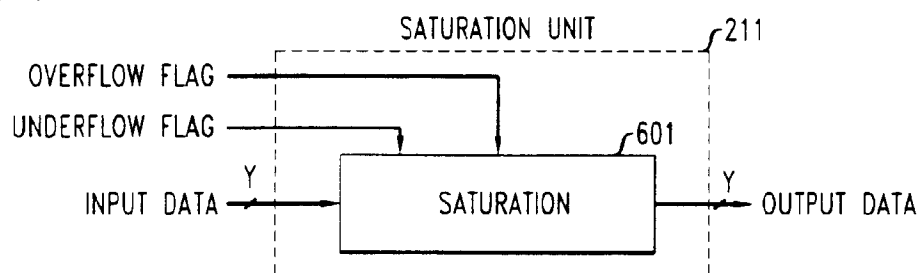 SATURATION UNIT
211
OVERFLOW FLAG
UNDERFLOW FLAG
601
Y
INPUT DATA
SATURATION
Y
OUTPUT DATA